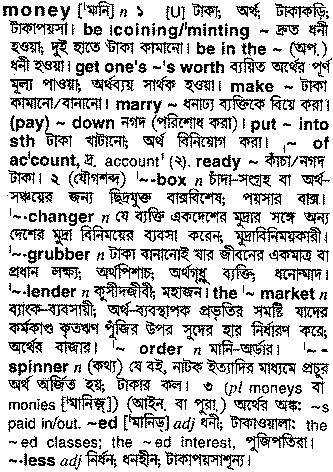 money [ˈমানি] n ১ [U] টাকা; অর্থ; টাকাকড়ি;
টাকাপয়সা। be ˈcoining/ˈminting ~ দ্রুত ধনী
হওয়া; দুই হাতে টাকা কামানো। be in the ~ (অপ.)
ধনী হওয়া। get one's ~'s worth ব্যয়িত অর্থের পূর্ণ
মূল্য পাওয়া; অর্থব্যয় সার্থক হওয়া। make ~ টাকা
কামানো/বানানো। marry ~ ধনাঢ্য ব্যক্তিকে বিয়ে করা।
(pay) ~ down নগদ (পরিশোধ করা)। put ~ into
sth টাকা খাটানো; অর্থ বিনিয়োগ করা। ˌ~ of
acˈcount, দ্র. account¹ (২). ready ~ কাঁচা/নগদ
টাকা। ২ (যৌগশব্দ) ˈ~-box n চাঁদা-সংগ্রহ বা অর্থ-
সঞ্চয়ের জন্য ছিদ্রযুক্ত বাক্সবিশেষ; পয়সার বাক্স।
ˈ~-changer n যে ব্যক্তি একদেশের মুদ্রার সঙ্গে অন্য
দেশের মুদ্রা বিনিময়ের ব্যবসা করেন; মুদ্রাবিনিময়কারী।
ˈ~-grubber n টাকা বানানোই যার জীবনের একমাত্র বা
প্রধান লক্ষ্য; অর্থপিশাচ; অর্থগৃধ্নু ব্যক্তি; ধনোন্মাদ।
ˈ~-lender n কুসীদজীবী; মহাজন। the ˈ~ market n
ব্যাংক-ব্যবসায়ী, অর্থ-ব্যবস্থাপক প্রভৃতির সমষ্টি যাদের
কর্মকাণ্ড কৃতঋণ পুঁজির উপর সুদের হার নির্ধারণ করে;
অর্থের বাজার। ˈ~ order n মানি-অর্ডার। ˈ~-
spinner n (কথ্য) যে বই, নাটক ইত্যাদির মাধ্যমে প্রচুর
অর্থ অর্জিত হয়; টাকার কল। ৩ (pl moneys বা
monies [ˈমানিজ়]) (আইন. বা পুরা.) অর্থের অঙ্ক: ~s
paid in/out. ~ed [ˈমানিড্] adj ধনী; টাকাওয়ালা: the
~ed classes; the ~ed interest, পুঁজিপতিরা।
ˈ~-less adj নির্ধন; ধনহীন; টাকাপয়সাশূন্য।